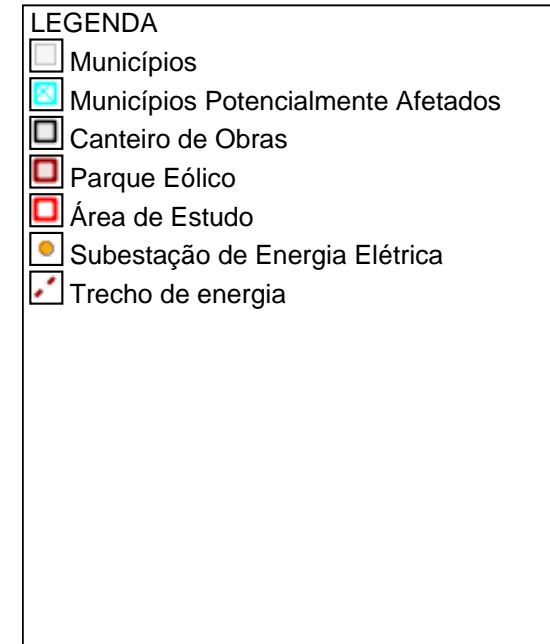 LEGENDA
Municípios
Municípios Potencialmente Afetados
Canteiro de Obras
Parque Eólico
Área de Estudo
Subestação de Energia Elétrica
Trecho de energia